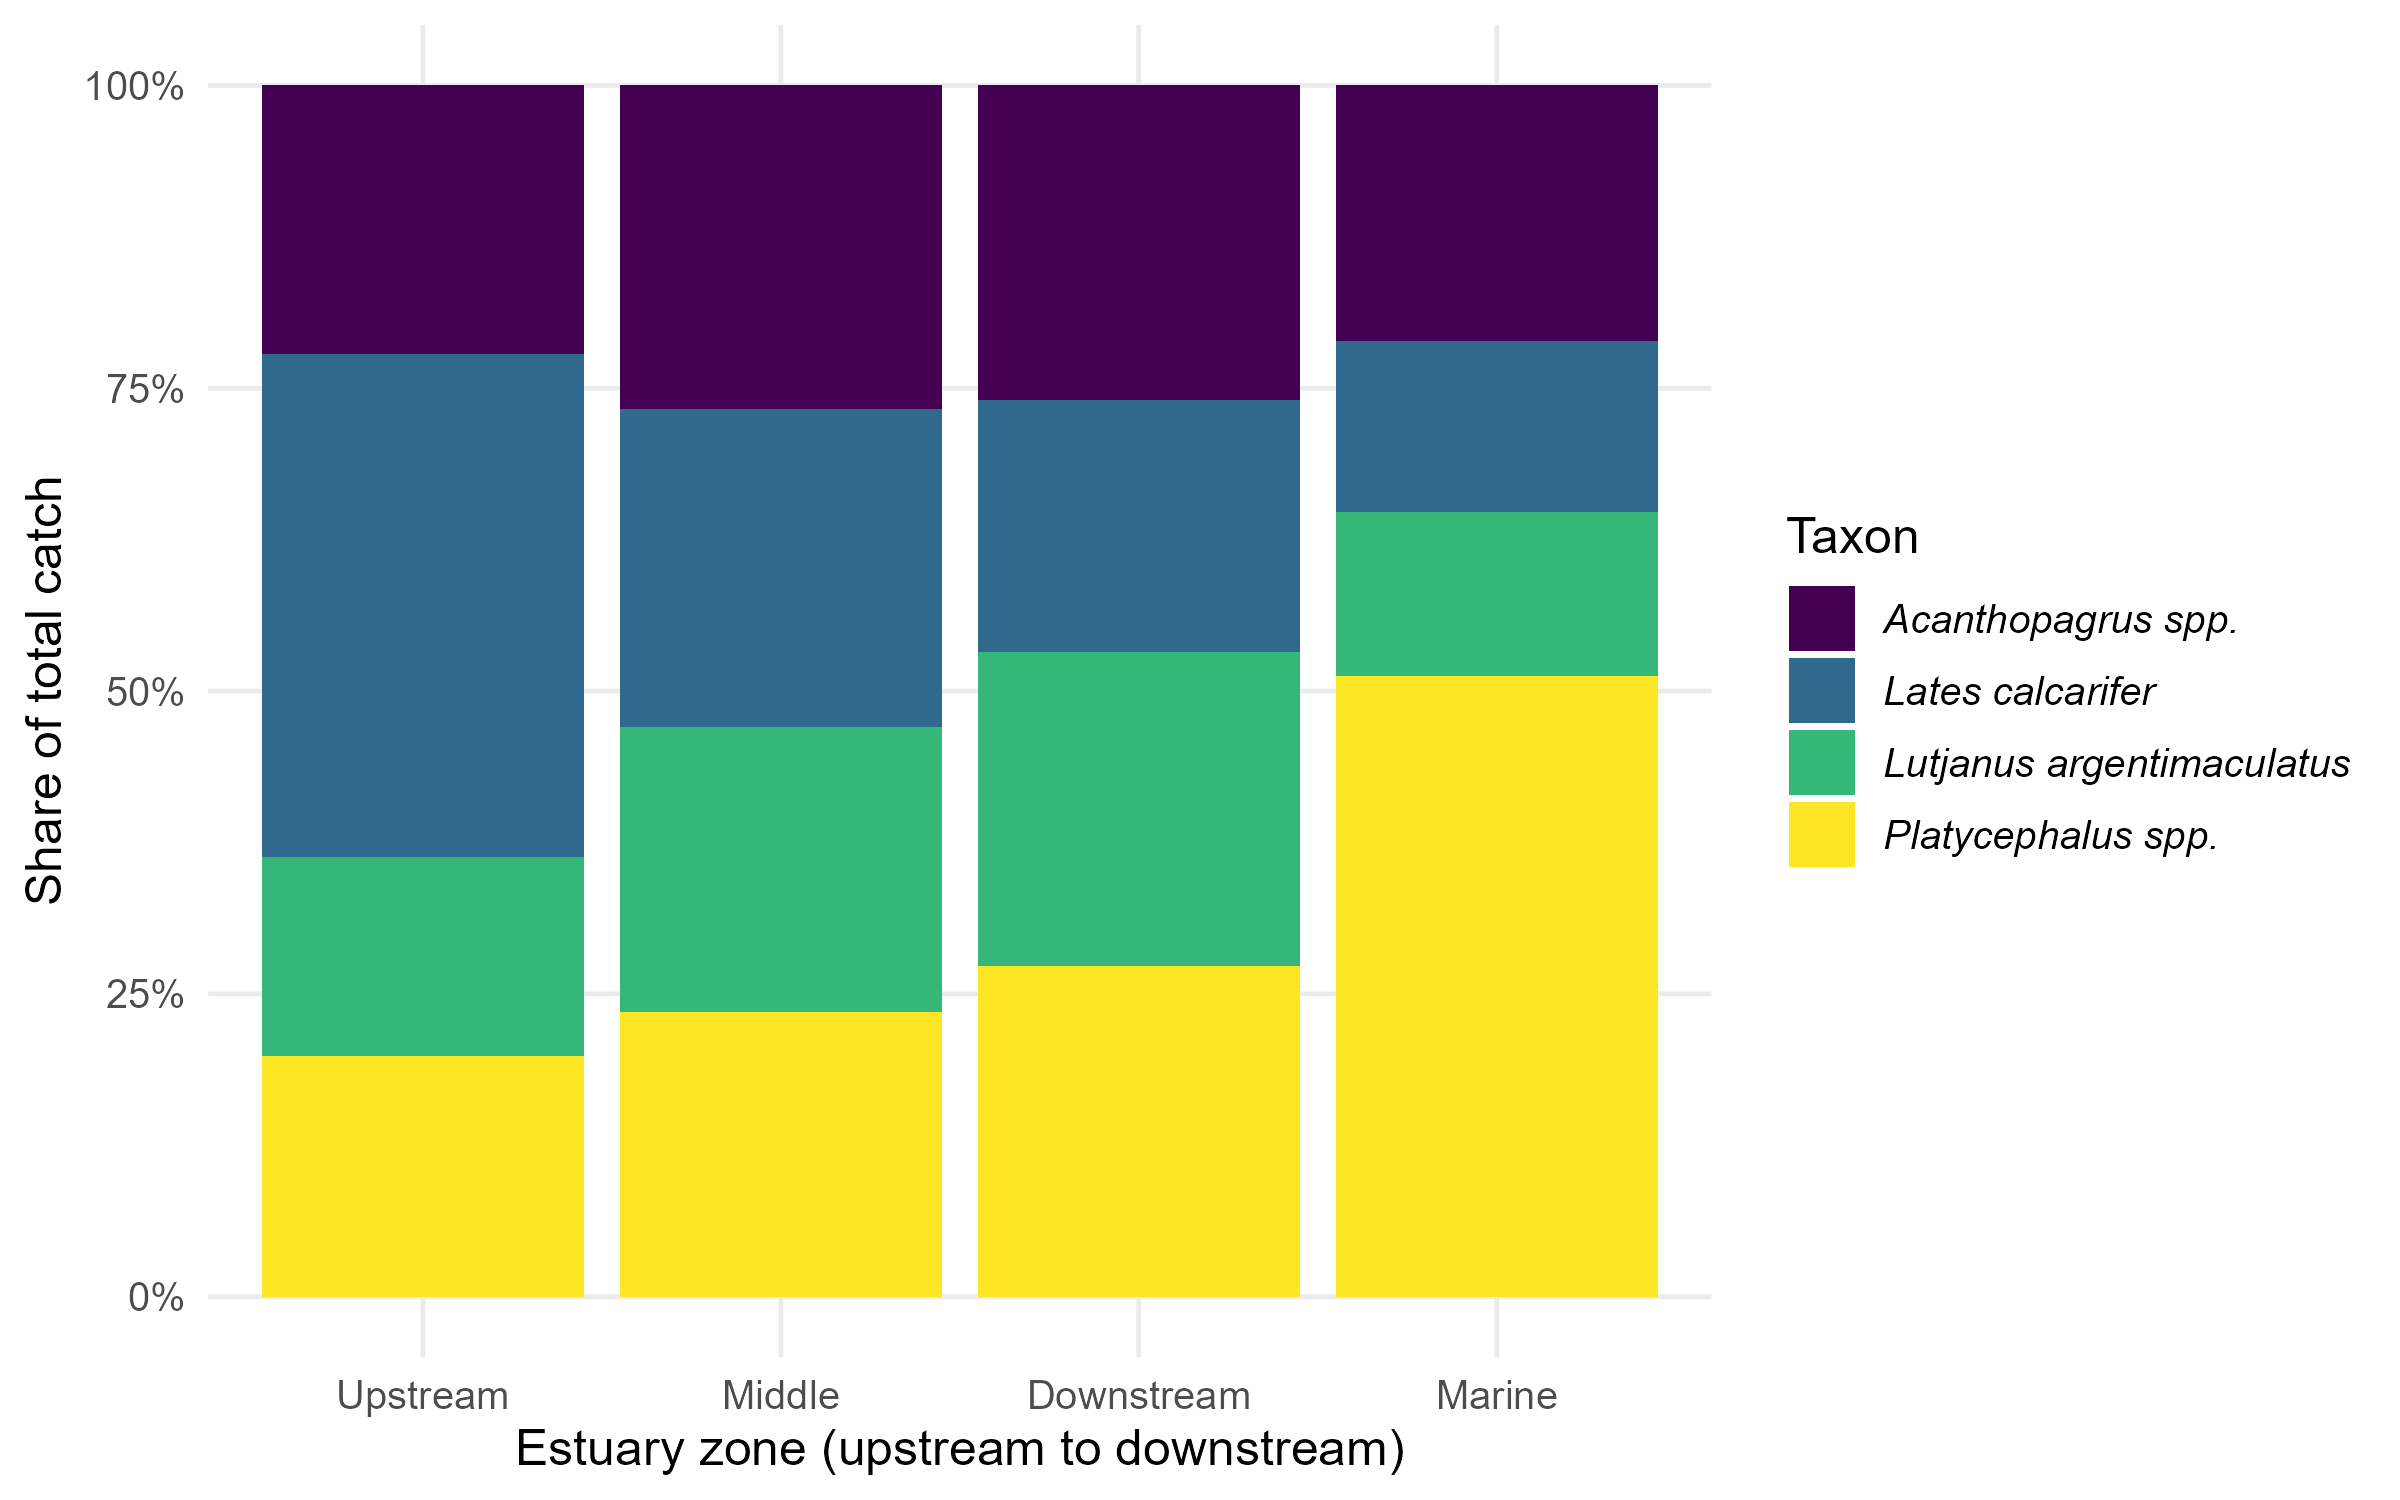 100%
75%
50%
25%
0%
Share of total catch
Upstream
Middle
Downstream
Marine
Estuary zone (upstream to downstream)
Taxon
Acanthopagrus spp.
Lates calcarifer
Lutjanus argentimaculatus
Platycephalus spp.